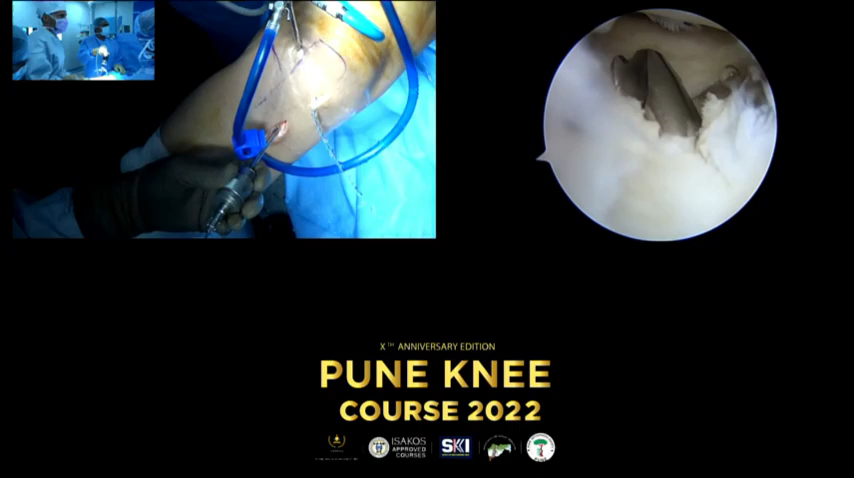 X TH ANNIVERSARY EDITION
PUNE KNEE
COURSE 2022
ISAKOS
APPROVED
COURSES
SKI